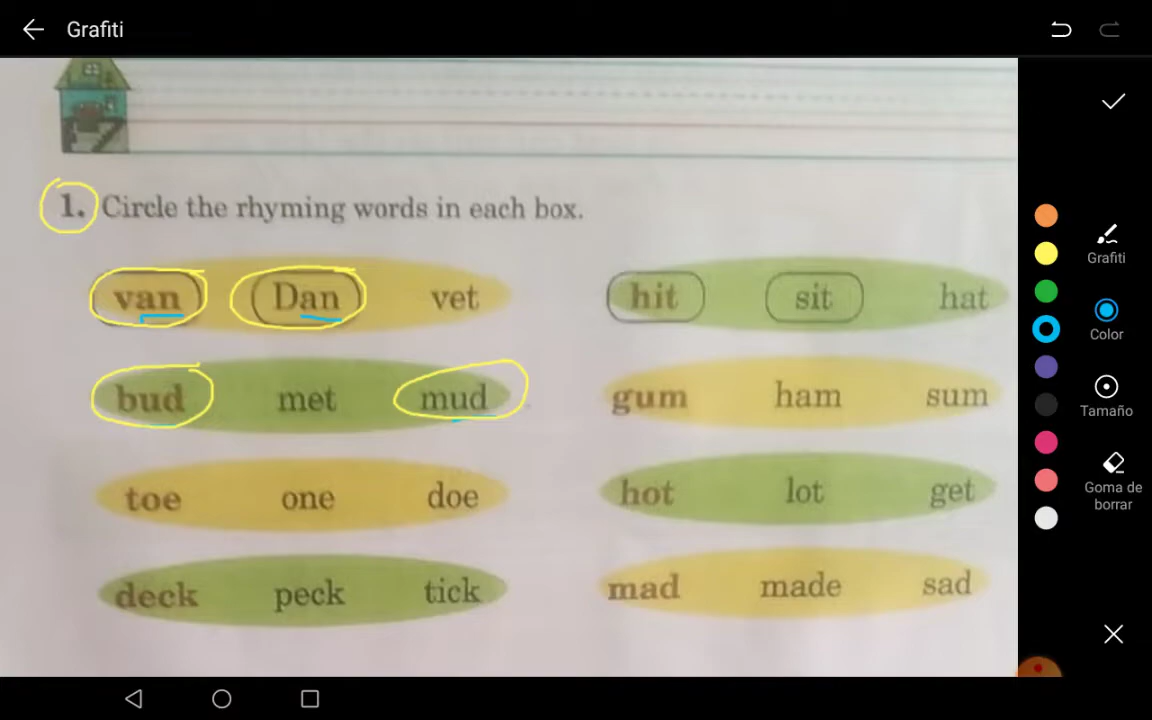 Grafiti
1. Circle the rhyming words in each box.
van Dan vet hit sit hat
bud met mud gum ham sum
toe one doe hot lot get
deck peck tick mad made sad
Grafiti
Color
Tamaño
Goma de
borrar